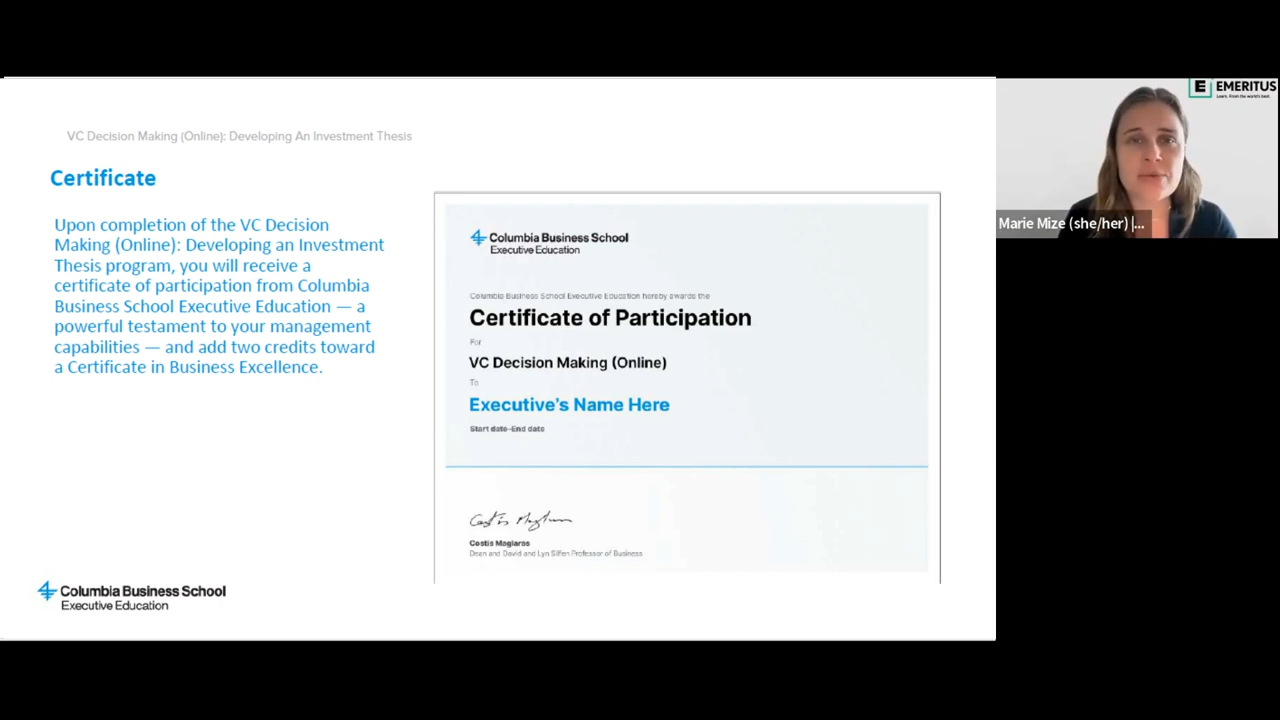 VC Decision Making (Online): Developing An Investment Thesis
Certificate
Upon completion of the VC Decision
Making (Online): Developing an Investment
Thesis program, you will receive a
certificate of participation from Columbia
Business School Executive Education — a
powerful testament to your management
capabilities — and add two credits toward
a Certificate in Business Excellence.
Columbia Business School
Executive Education
Columbia Business School Executive Education hereby awards the
Certificate of Participation
For
VC Decision Making (Online)
To
Executive's Name Here
Start date-End date
Costis Maglaras
Dean and David and Lyn Silfen Professor of Business
Columbia Business School
Executive Education
E EMERITUS
Learn. From the world's best.
Marie Mize (she/her) |...